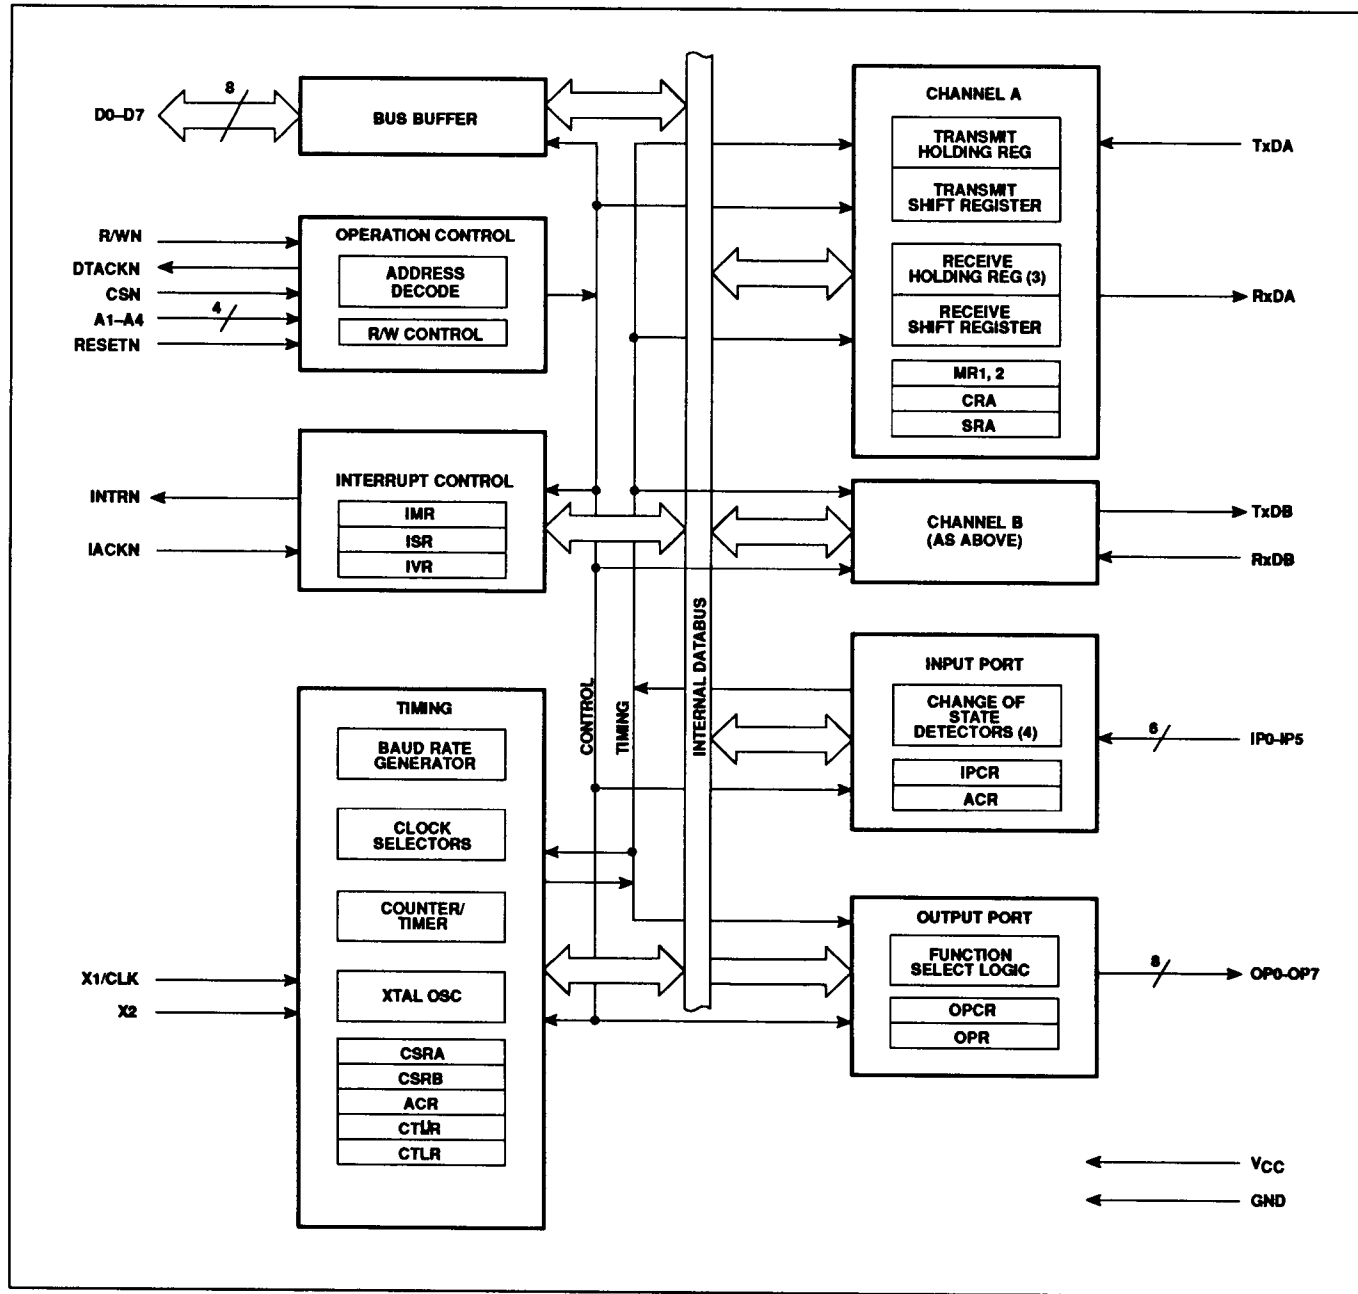 D0–D7
8
BUS BUFFER
R/WN
DTACKN
CSN
A1–A4
4
RESETN
OPERATION CONTROL
ADDRESS
DECODE
R/W CONTROL
INTRN
IACKN
INTERRUPT CONTROL
IMR
ISR
IVR
TIMING
BAUD RATE
GENERATOR
CLOCK
SELECTORS
COUNTER/
TIMER
X1/CLK
X2
XTAL OSC
CSRA
CSRB
ACR
CTUR
CTLR
CONTROL
TIMING
INTERNAL DATABUS
CHANNEL A
TRANSMIT
HOLDING REG
TRANSMIT
SHIFT REGISTER
RECEIVE
HOLDING REG (3)
RECEIVE
SHIFT REGISTER
MR1, 2
CRA
SRA
TxDA
RxDA
CHANNEL B
(AS ABOVE)
TxDB
RxDB
INPUT PORT
CHANGE OF
STATE
DETECTORS (4)
IPCR
ACR
6
IP0-IP5
OUTPUT PORT
FUNCTION
SELECT LOGIC
OPCR
OPR
8
OP0-OP7
VCC
GND